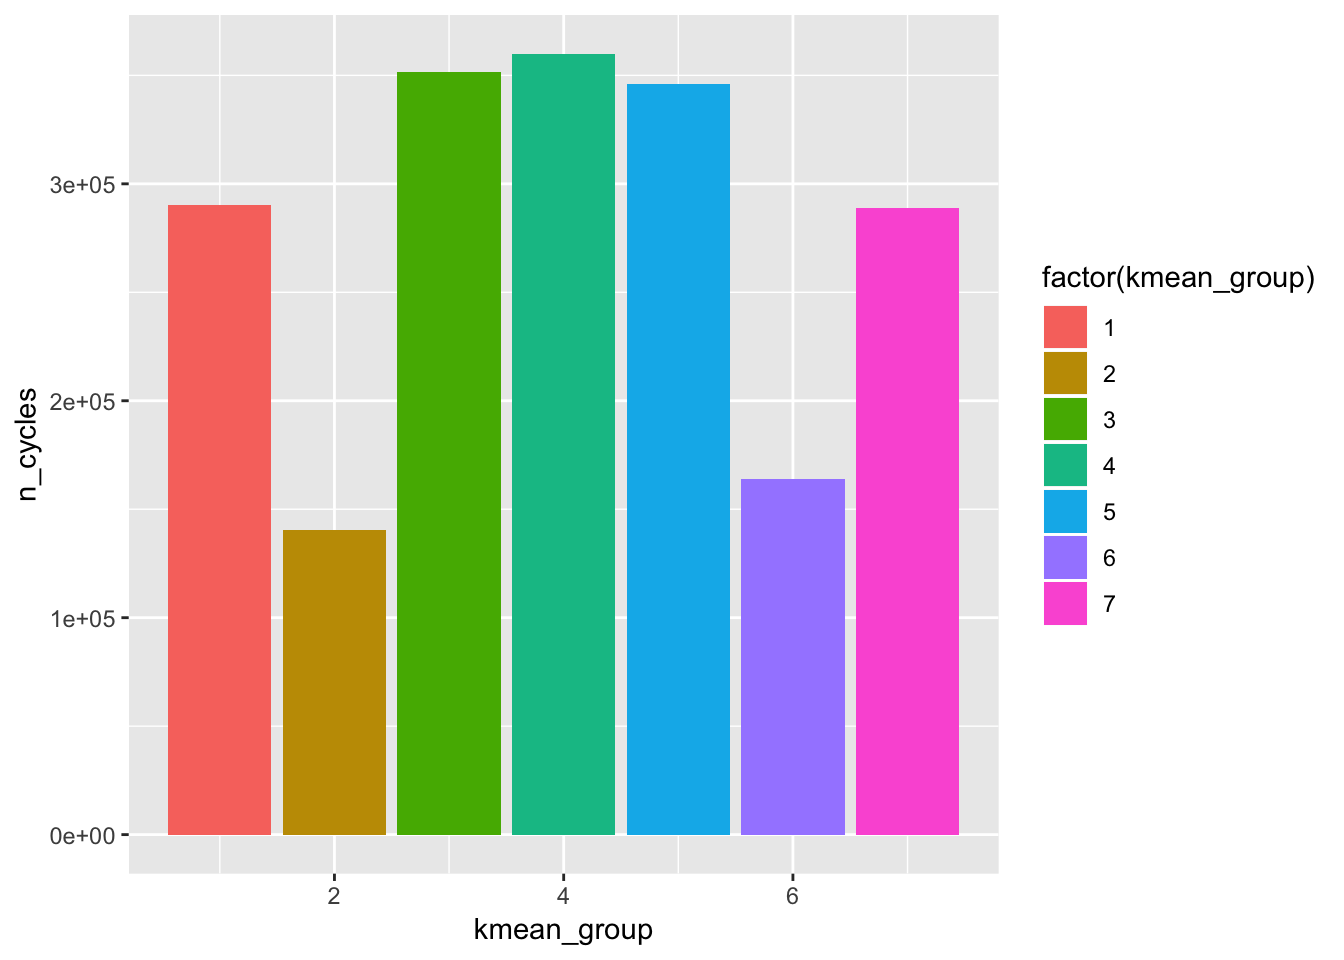 3e+05
2e+05
1e+05
0e+00
n_cycles
2 4 6
kmean_group
factor(kmean_group)
1
2
3
4
5
6
7